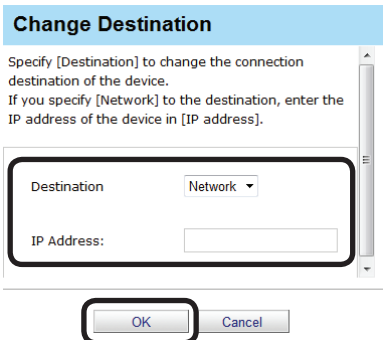 Change Destination
Specify [Destination] to change the connection
destination of the device.
If you specify [Network] to the destination, enter the
IP address of the device in [IP address].
Destination Network
IP Address:
OK Cancel